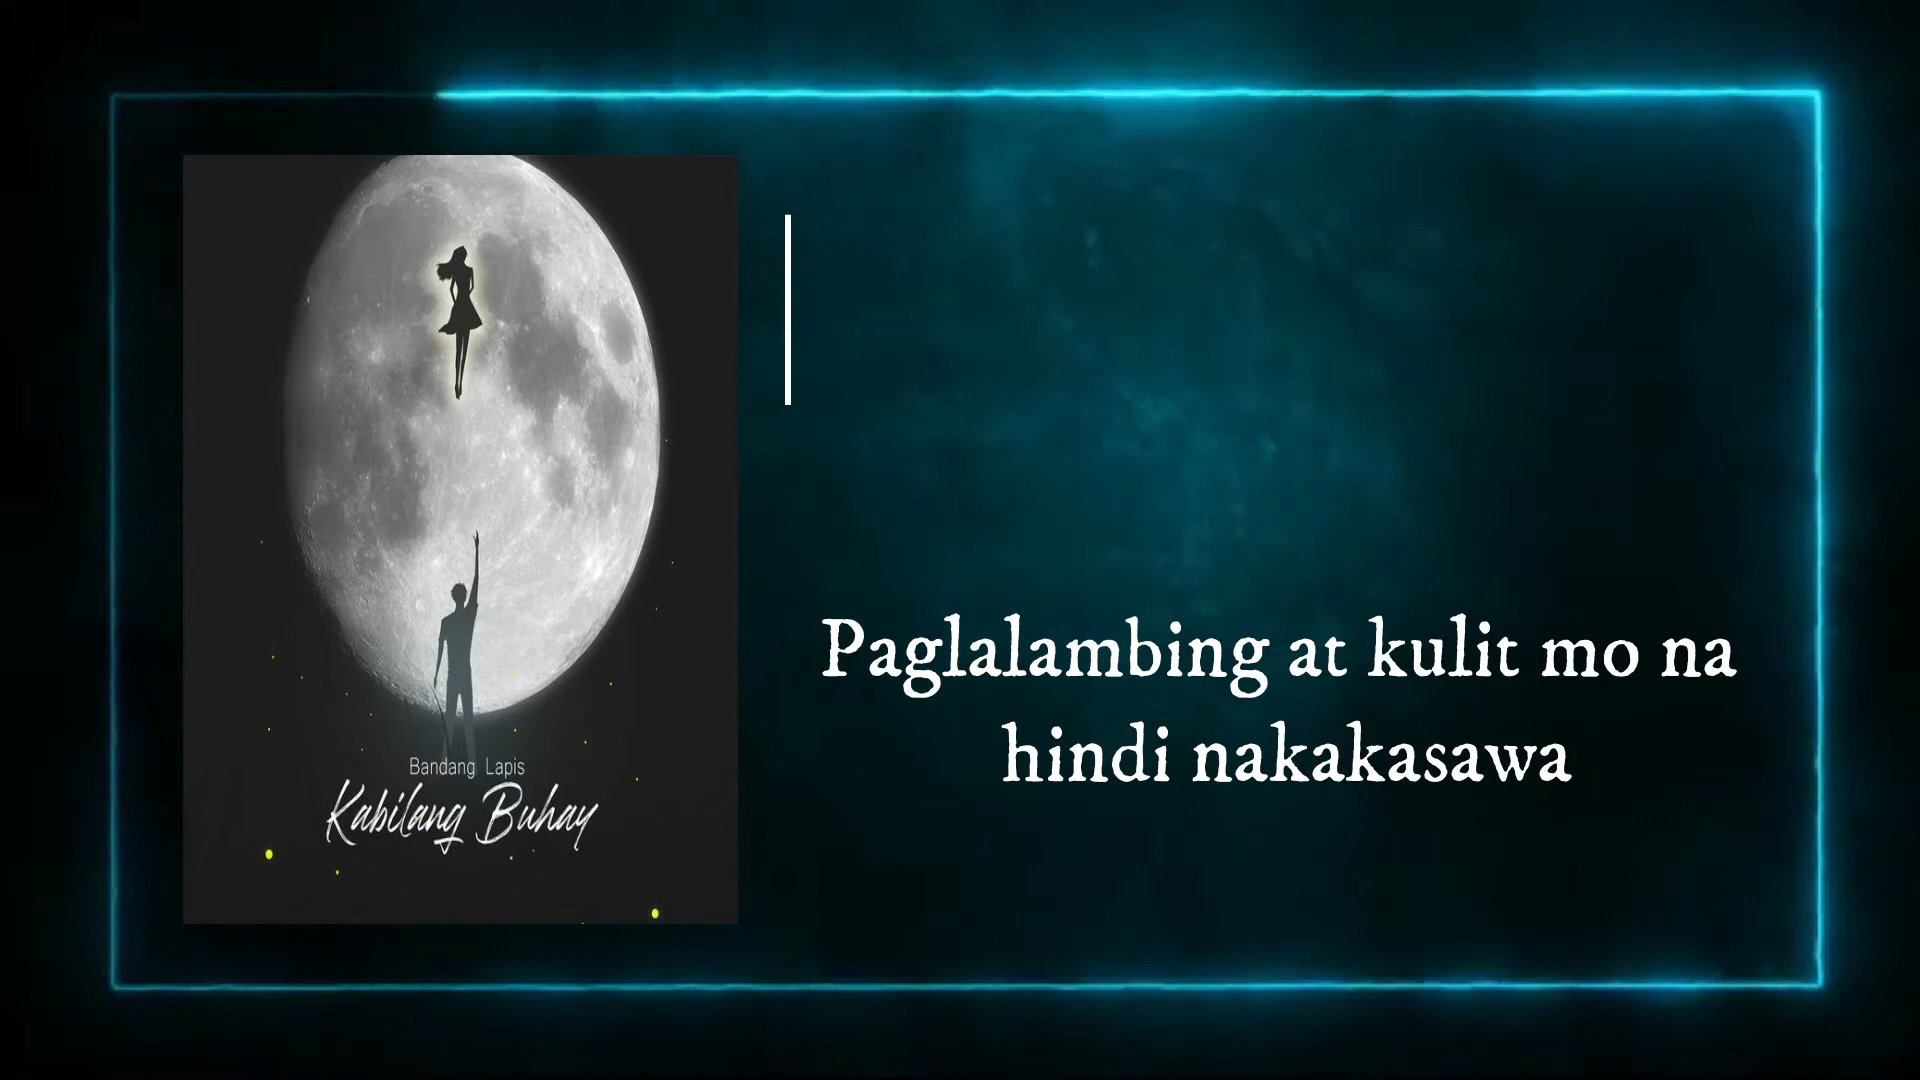 Bandang Lapis
Kabilang Buhay
Paglalambing at kulit mo na
hindi nakakasawa